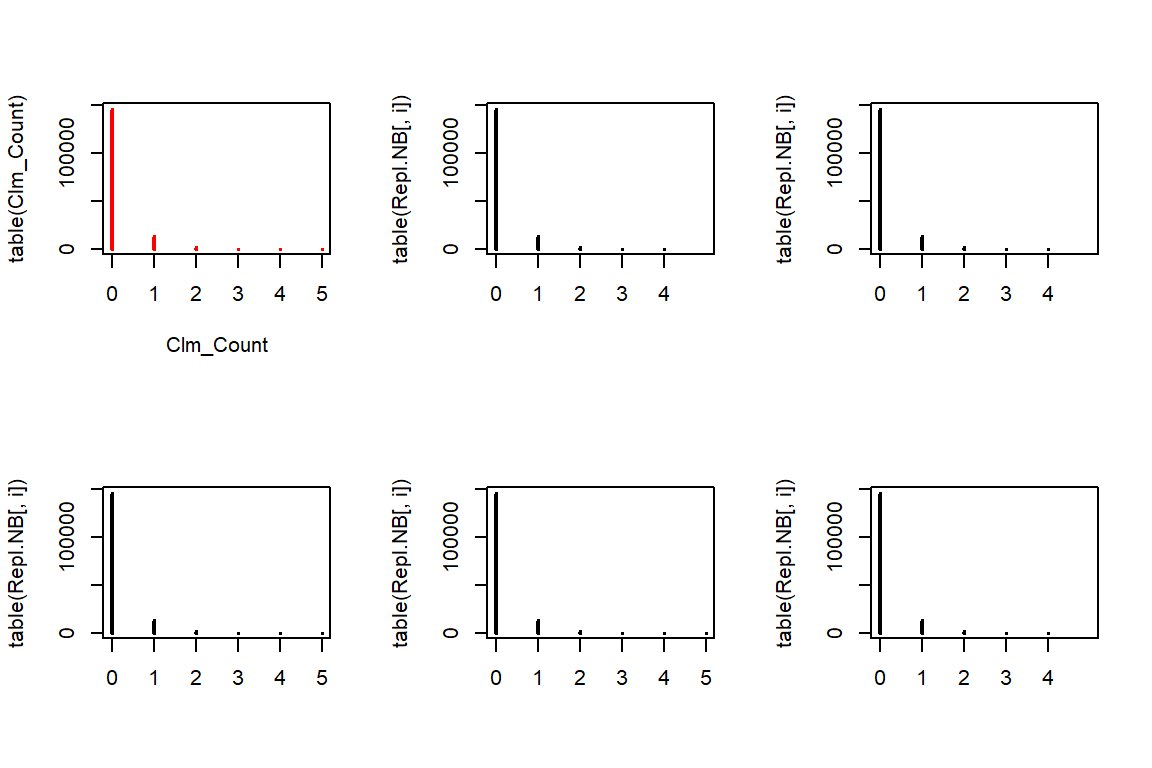 table(Clm_Count)
0
100000
0 1 2 3 4 5
Clm_Count
table(Repl.NB[, i])
0
100000
0 1 2 3 4
table(Repl.NB[, i])
0
100000
0 1 2 3 4
table(Repl.NB[, i])
0
100000
0 1 2 3 4 5
table(Repl.NB[, i])
0
100000
0 1 2 3 4 5
table(Repl.NB[, i])
0
100000
0 1 2 3 4